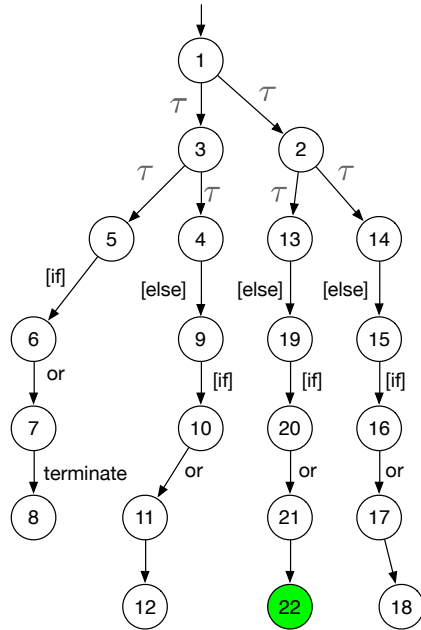 1
τ τ
3 2
τ τ τ τ
5 4 13 14
[if] [else] [else] [else]
6 9 19 15
or [if] [if] [if]
7 10 20 16
terminate or or or
8 11 21 17
12 22 18